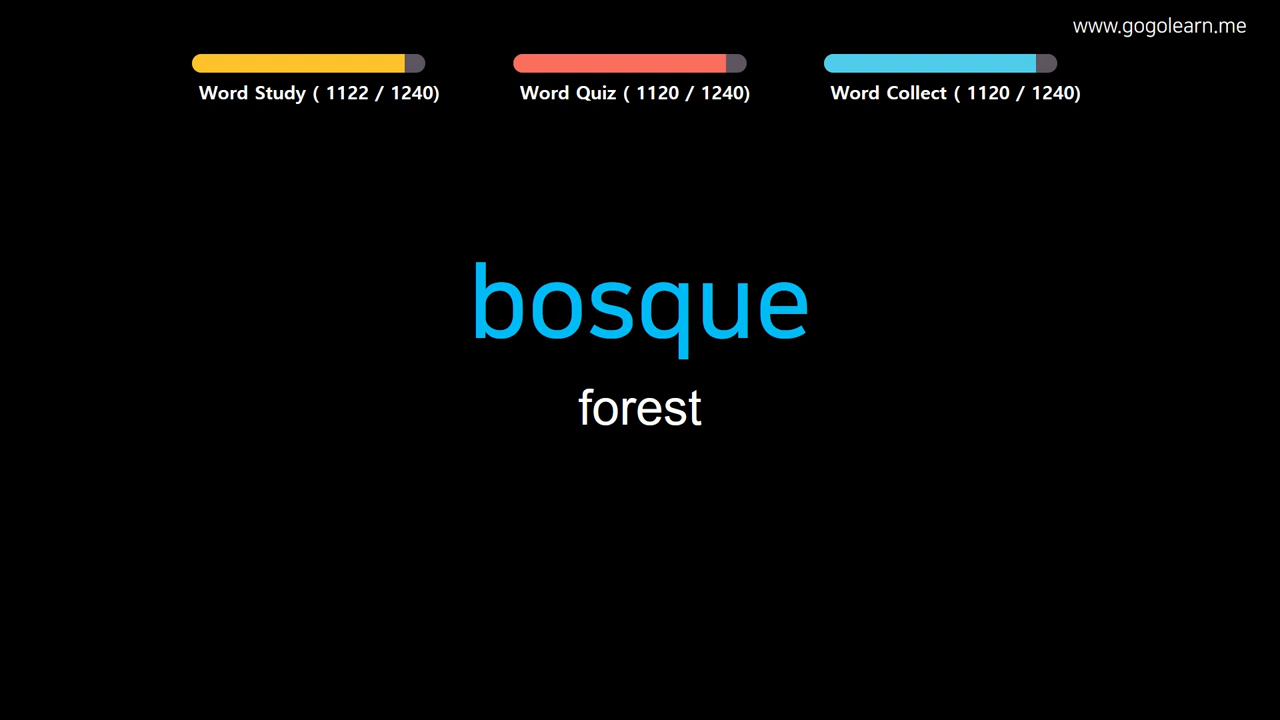 www.gogolearn.me
Word Study ( 1122 / 1240)
Word Quiz ( 1120 / 1240)
Word Collect ( 1120 / 1240)
bosque
forest